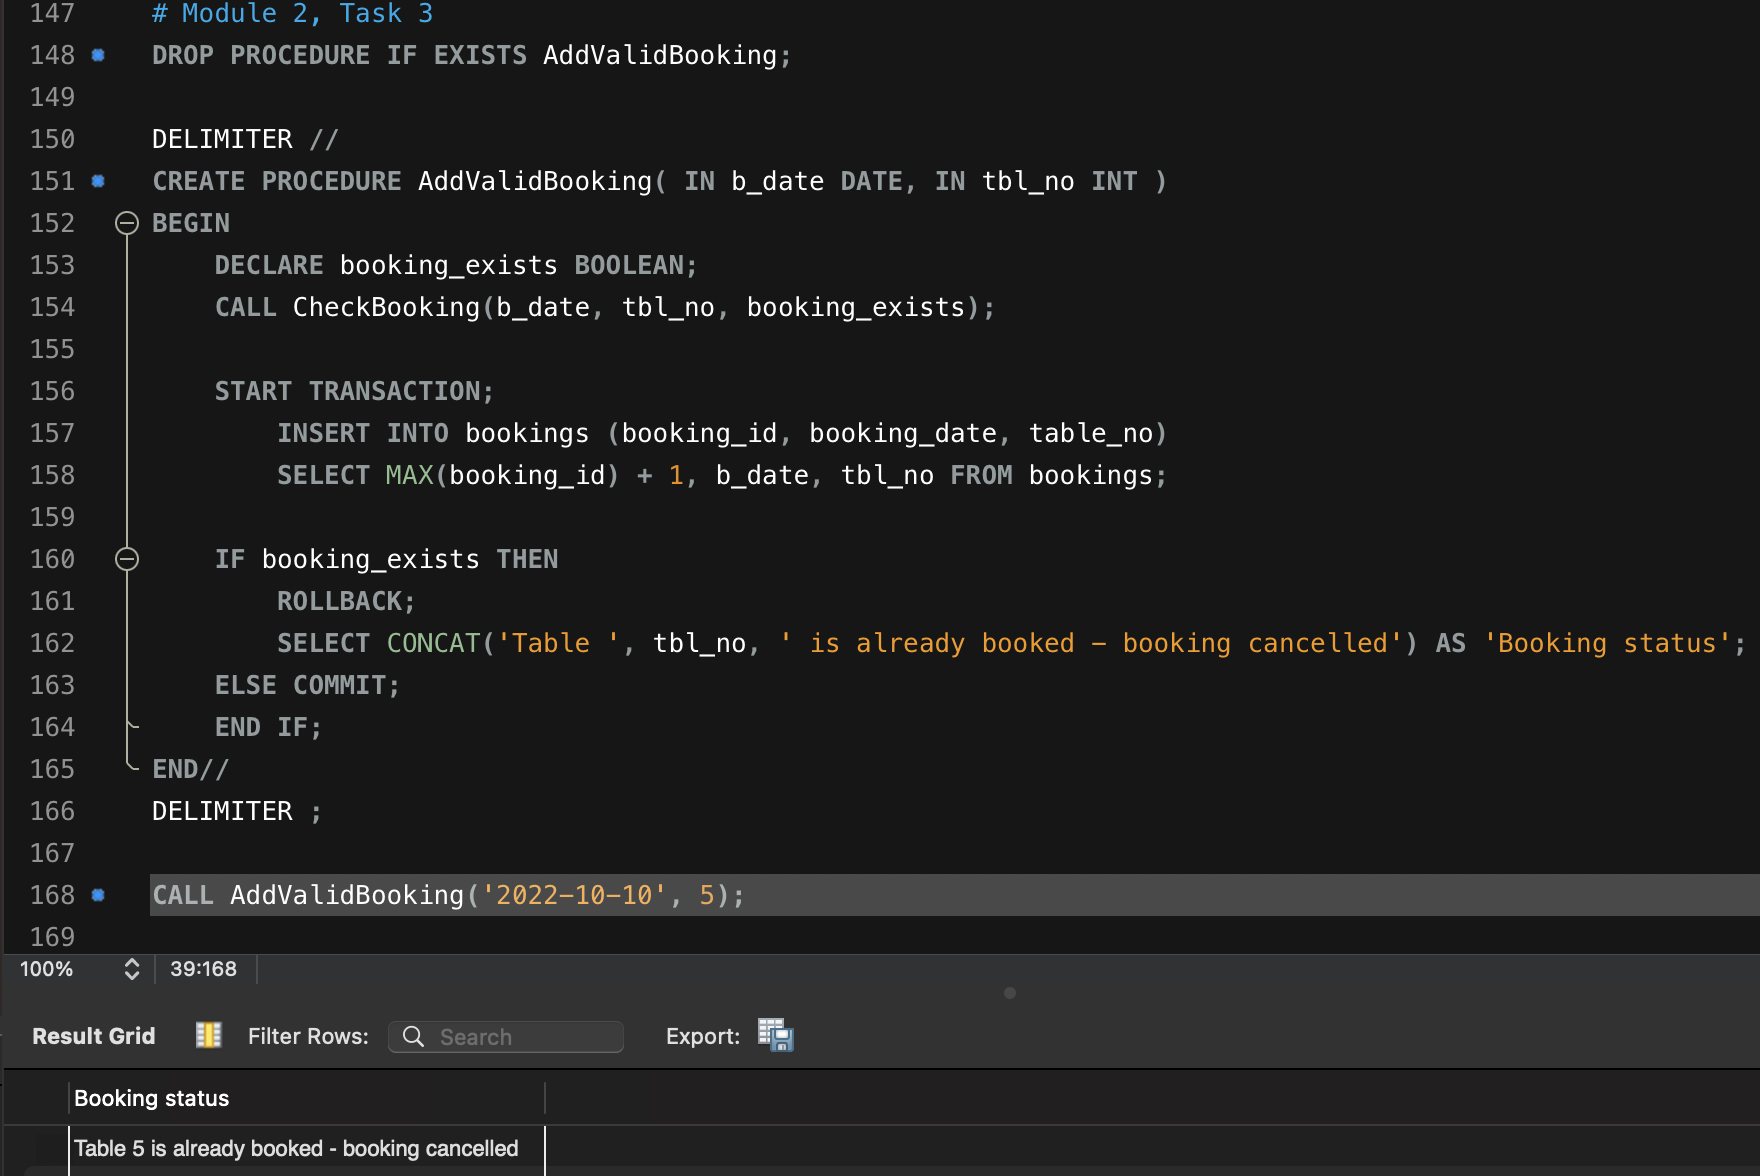 147 # Module 2, Task 3
148 DROP PROCEDURE IF EXISTS AddValidBooking;
149
150 DELIMITER //
151 CREATE PROCEDURE AddValidBooking( IN b_date DATE, IN tbl_no INT )
152 BEGIN
153 DECLARE booking_exists BOOLEAN;
154 CALL CheckBooking(b_date, tbl_no, booking_exists);
155
156 START TRANSACTION;
157 INSERT INTO bookings (booking_id, booking_date, table_no)
158 SELECT MAX(booking_id) + 1, b_date, tbl_no FROM bookings;
159
160 IF booking_exists THEN
161 ROLLBACK;
162 SELECT CONCAT('Table ', tbl_no, ' is already booked – booking cancelled') AS 'Booking status';
163 ELSE COMMIT;
164 END IF;
165 END//
166 DELIMITER ;
167
168 CALL AddValidBooking('2022-10-10', 5);
169
100% 39:168
Result Grid Filter Rows: Search Export:
Booking status
Table 5 is already booked - booking cancelled